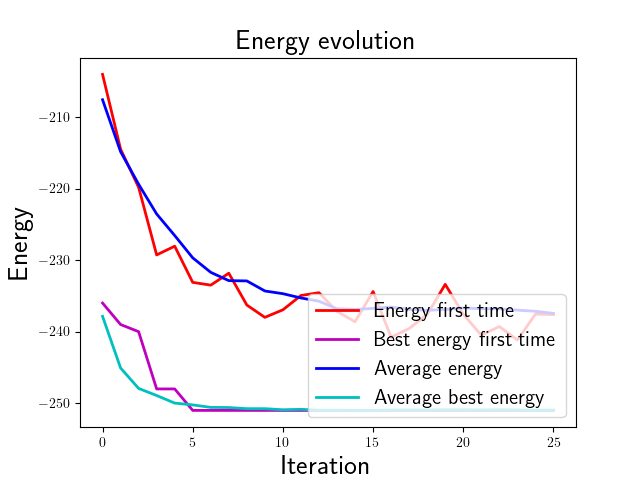 Energy evolution
Energy
−210
−220
−230
−240
−250
Energy first time
Best energy first time
Average energy
Average best energy
0 5 10 15 20 25
Iteration